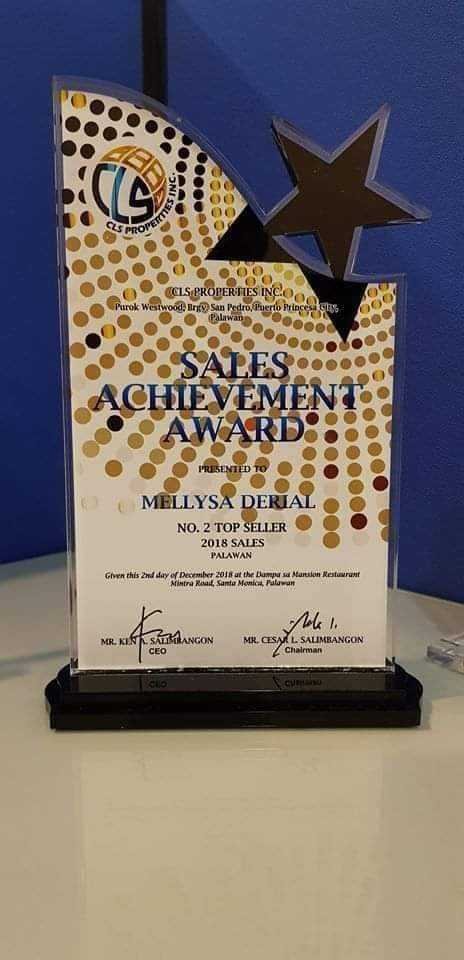 CLS
CLS PROPERTIES INC.
CLS PROPERTIES INC.
Purok Westwood, Brgy. San Pedro, Puerto Princesa City,
Palawan
SALES
ACHIEVEMENT
AWARD
PRESENTED TO
MELLYSA DERIAL
NO. 2 TOP SELLER
2018 SALES
PALAWAN
Given this 2nd day of December 2018 at the Dampa sa Mansion Restaurant
Mintra Road, Santa Monica, Palawan
MR. KEN A. SALIMBANGON
CEO
MR. CESAR L. SALIMBANGON
Chairman